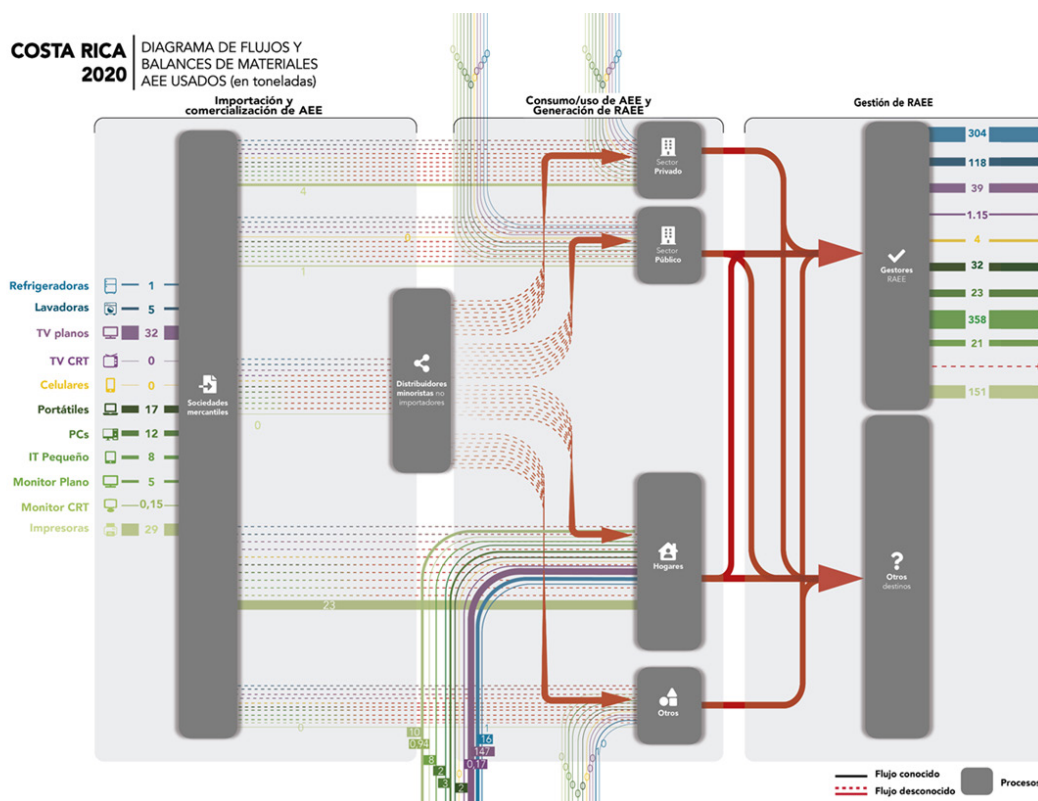 COSTA RICA
2020
DIAGRAMA DE FLUJOS Y
BALANCES DE MATERIALES
AEE USADOS (en toneladas)
Importación y
comercialización de AEE
Consumo/uso de AEE y
Generación de RAEE
Gestión de RAEE
Refrigeradoras 1
Lavadoras 5
TV planos 32
TV CRT 0
Celulares 0
Portátiles 17
PCs 12
IT Pequeño 8
Monitor Plano 5
Monitor CRT 0,15
Impresoras 29
Sociedades
mercantiles
4
0
1
0
23
0
Distribuidores
minoristas no
importadores
Sector
Privado
Sector
Público
Hogares
Otros
10
0,94
8
2
3
2
0
0,17
147
16
1
Gestores
RAEE
Otros
destinos
304
118
39
1.15
4
32
23
358
21
151
Flujo conocido
Flujo desconocido
Procesos